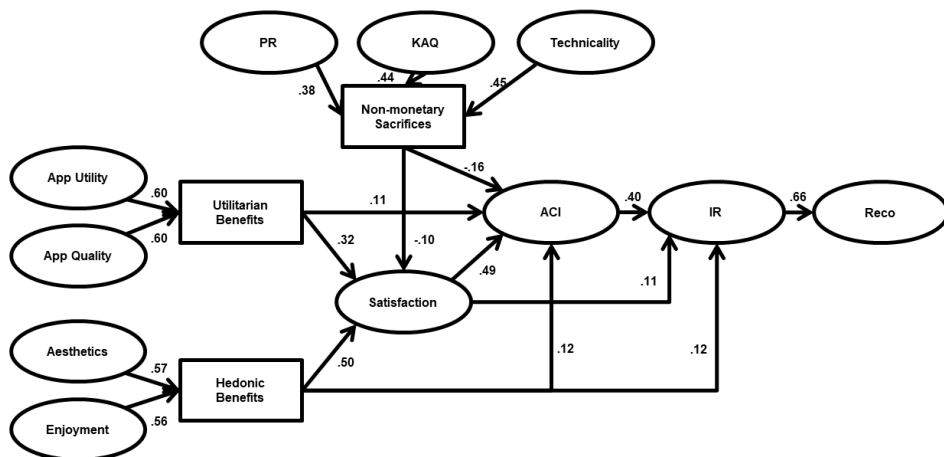 PR
KAQ
Technicality
.38
.44
.45
Non-monetary
Sacrifices
App Utility
.60
-.16
Utilitarian
Benefits
.11
ACI
.40
IR
.66
Reco
App Quality
.60
.32
-.10
.49
Satisfaction
.11
Aesthetics
.57
.50
.12
.12
Hedonic
Benefits
Enjoyment
.56